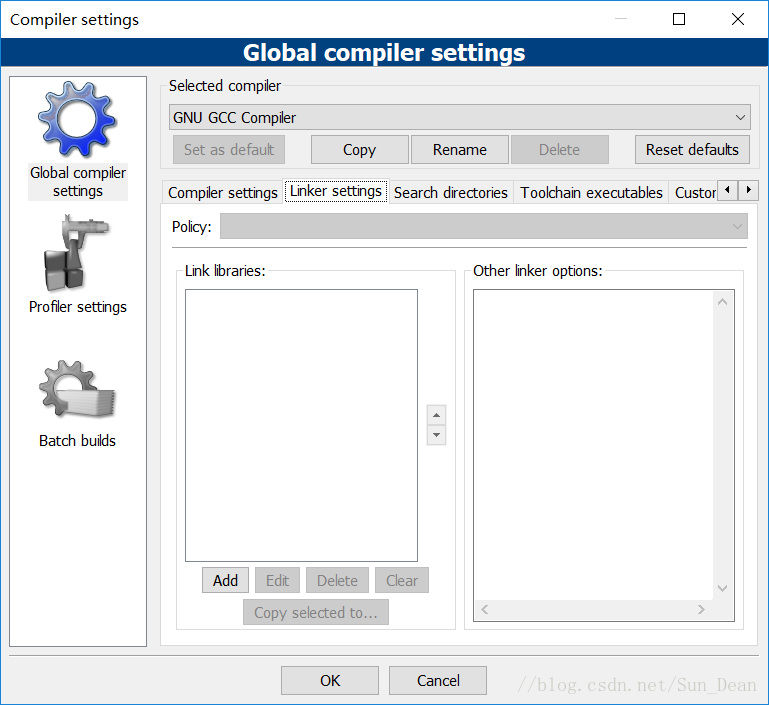 Compiler settings
Global compiler settings
Global compiler
settings
Profiler settings
Batch builds
Selected compiler
GNU GCC Compiler
Set as default
Copy
Rename
Delete
Reset defaults
Compiler settings
Linker settings
Search directories
Toolchain executables
Custor
Policy:
Link libraries:
Other linker options:
Add
Edit
Delete
Clear
Copy selected to...
OK
Cancel
//blog.csdn.net/Sun_Dean